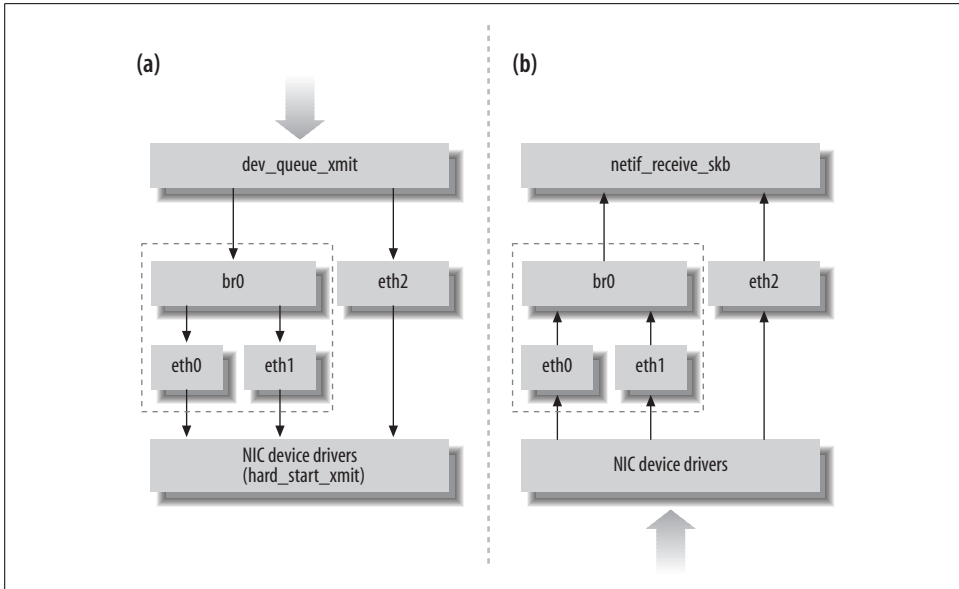 (a)
dev_queue_xmit
br0
eth2
eth0
eth1
NIC device drivers
(hard_start_xmit)
(b)
netif_receive_skb
br0
eth2
eth0
eth1
NIC device drivers